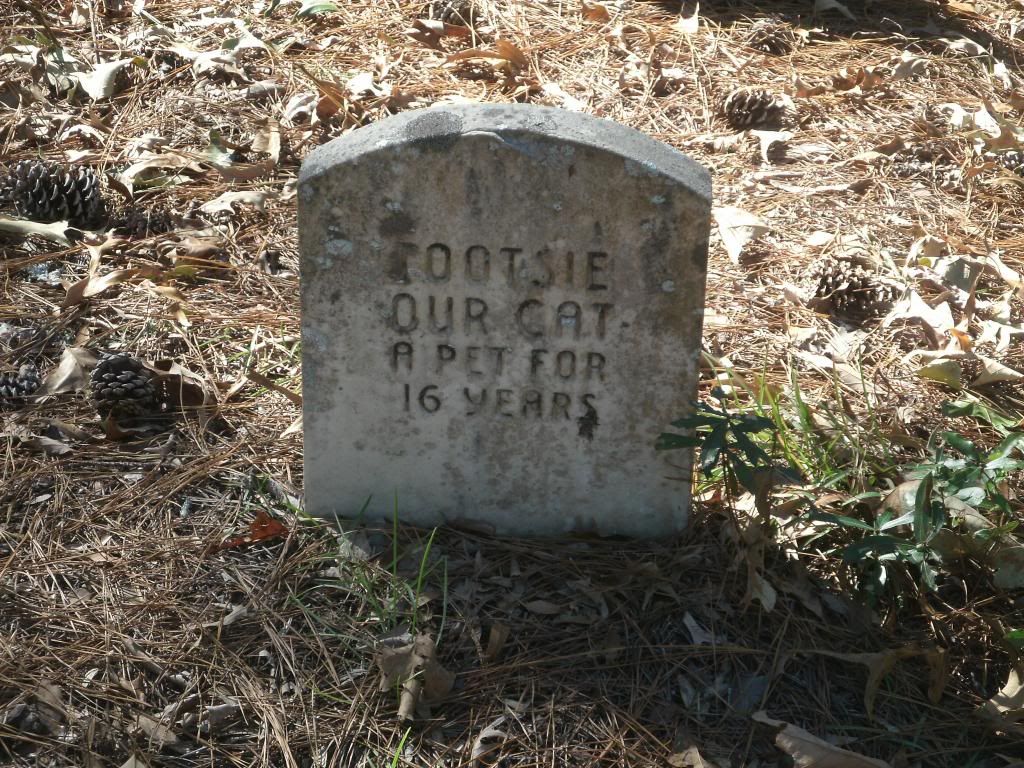 TOOTSIE
OUR CAT
A PET FOR
16 YEARS